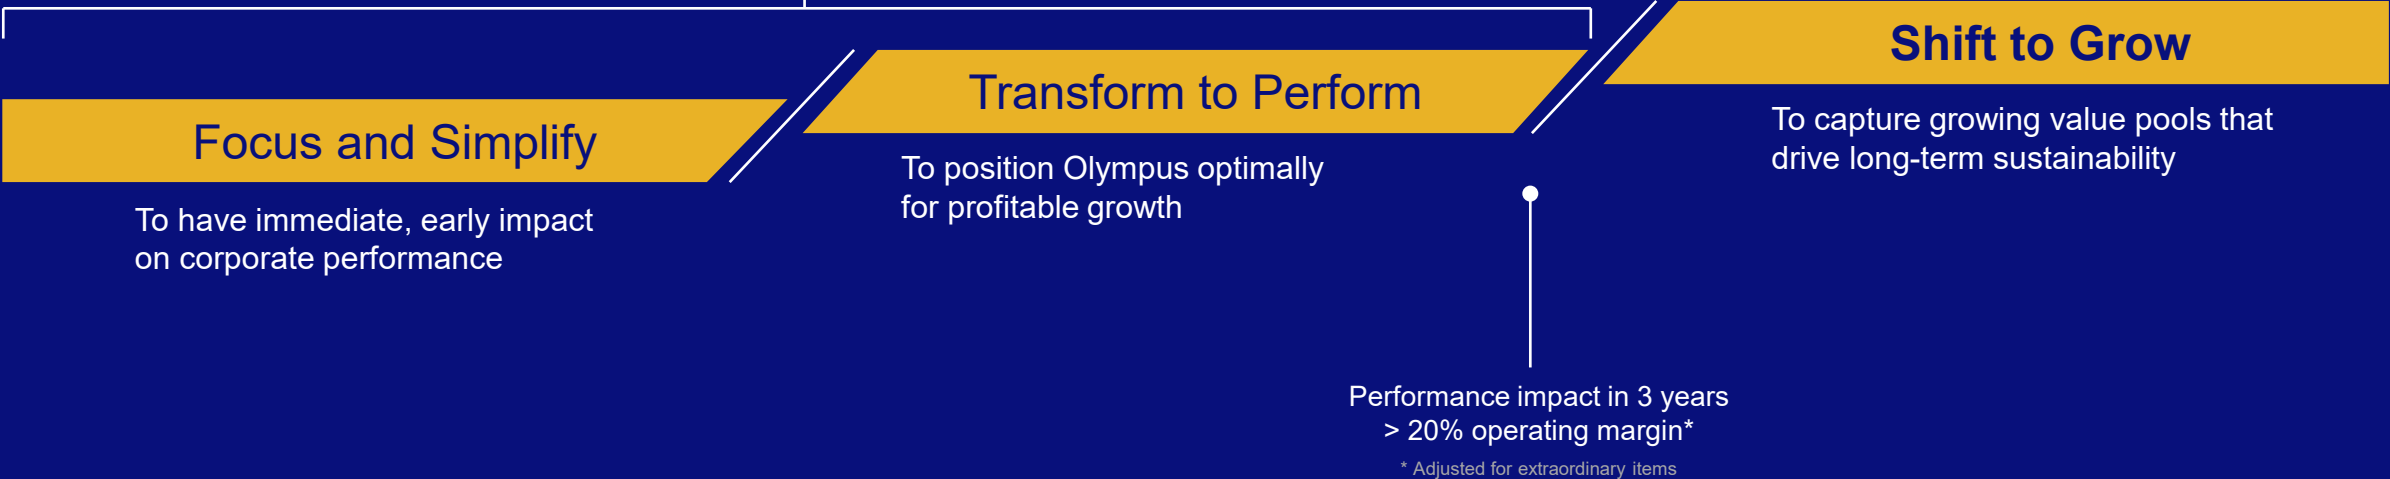 Focus and Simplify
To have immediate, early impact
on corporate performance
Transform to Perform
To position Olympus optimally
for profitable growth
Shift to Grow
To capture growing value pools that
drive long-term sustainability
Performance impact in 3 years
> 20% operating margin*
* Adjusted for extraordinary items